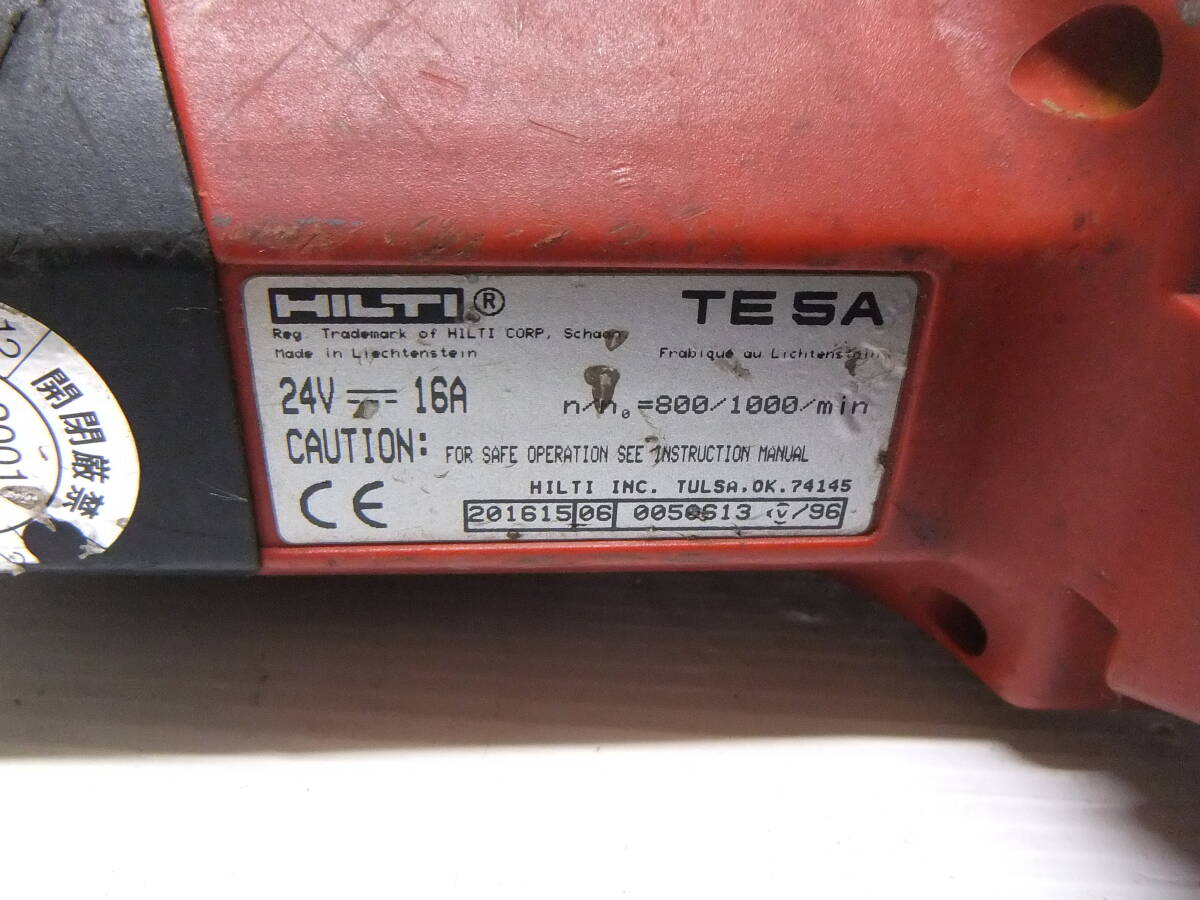 HILTI® TE 5A
Reg. Trademark of HILTI CORP, Schaan
Made in Liechtenstein Frabiqué au Lichtenstein
24V ⎓ 16A n/n₀=800/1000/min
CAUTION: FOR SAFE OPERATION SEE INSTRUCTION MANUAL
HILTI INC. TULSA.OK.74145
CE 201615 06 0050613 V/96
12
開閉厳禁
0001